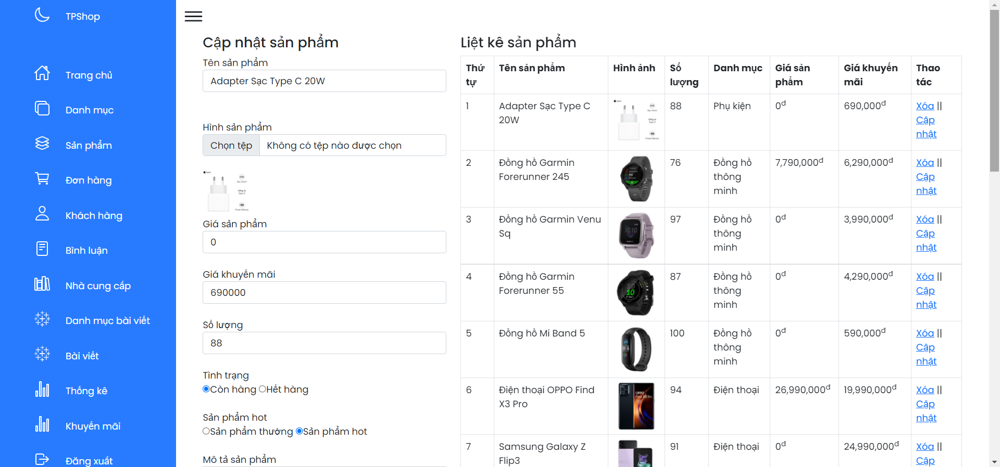 TPShop
Trang chủ
Danh mục
Sản phẩm
Đơn hàng
Khách hàng
Bình luận
Nhà cung cấp
Danh mục bài viết
Bài viết
Thống kê
Khuyến mãi
Đăng xuất
Cập nhật sản phẩm
Tên sản phẩm
Adapter Sạc Type C 20W
Hình sản phẩm
Chọn tệp Không có tệp nào được chọn
Giá sản phẩm
0
Giá khuyến mãi
690000
Số lượng
88
Tình trạng
Còn hàng Hết hàng
Sản phẩm hot
Sản phẩm thường Sản phẩm hot
Mô tả sản phẩm
Liệt kê sản phẩm
Thứ tự Tên sản phẩm Hình ảnh Số lượng Danh mục Giá sản phẩm Giá khuyến mãi Thao tác
1 Adapter Sạc Type C 20W 88 Phụ kiện 0đ 690,000đ Xóa || Cập nhật
2 Đồng hồ Garmin Forerunner 245 76 Đồng hồ thông minh 7,790,000đ 6,290,000đ Xóa || Cập nhật
3 Đồng hồ Garmin Venu Sq 97 Đồng hồ thông minh 0đ 3,990,000đ Xóa || Cập nhật
4 Đồng hồ Garmin Forerunner 55 87 Đồng hồ thông minh 0đ 4,290,000đ Xóa || Cập nhật
5 Đồng hồ Mi Band 5 100 Đồng hồ thông minh 0đ 590,000đ Xóa || Cập nhật
6 Điện thoại OPPO Find X3 Pro 94 Điện thoại 26,990,000đ 19,990,000đ Xóa || Cập nhật
7 Samsung Galaxy Z Flip3 91 Điện thoại 0đ 24,990,000đ Xóa || Cập